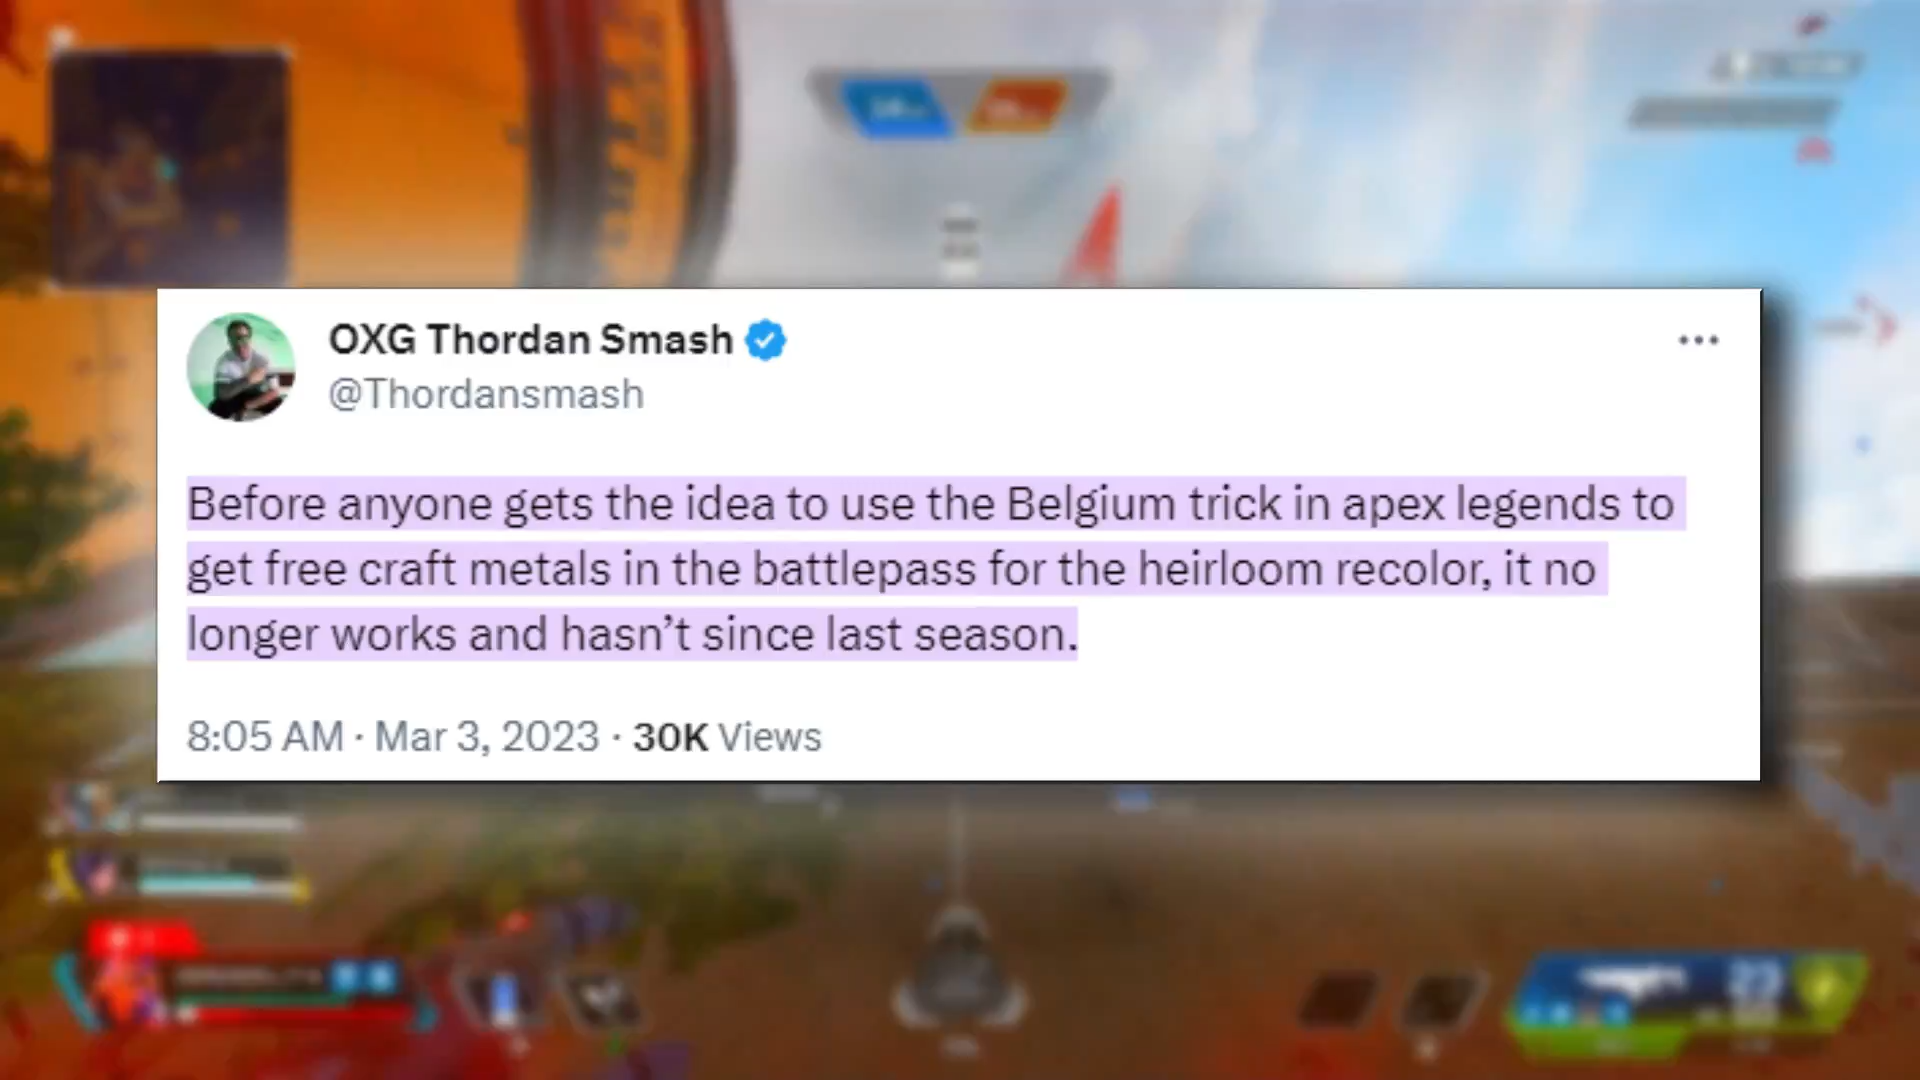 OXG Thordan Smash
@Thordansmash
Before anyone gets the idea to use the Belgium trick in apex legends to
get free craft metals in the battlepass for the heirloom recolor, it no
longer works and hasn’t since last season.
8:05 AM · Mar 3, 2023 · 30K Views